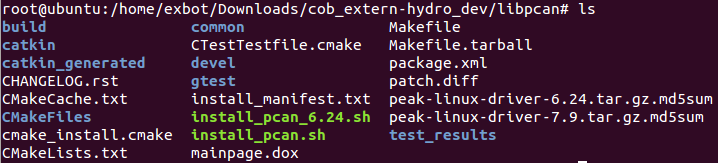 root@ubuntu:/home/exbot/Downloads/cob_extern-hydro_dev/libpcan# ls
build common Makefile
catkin CTestTestfile.cmake Makefile.tarball
catkin_generated devel package.xml
CHANGELOG.rst gtest patch.diff
CMakeCache.txt install_manifest.txt peak-linux-driver-6.24.tar.gz.md5sum
CMakeFiles install_pcan_6.24.sh peak-linux-driver-7.9.tar.gz.md5sum
cmake_install.cmake install_pcan.sh test_results
CMakeLists.txt mainpage.dox